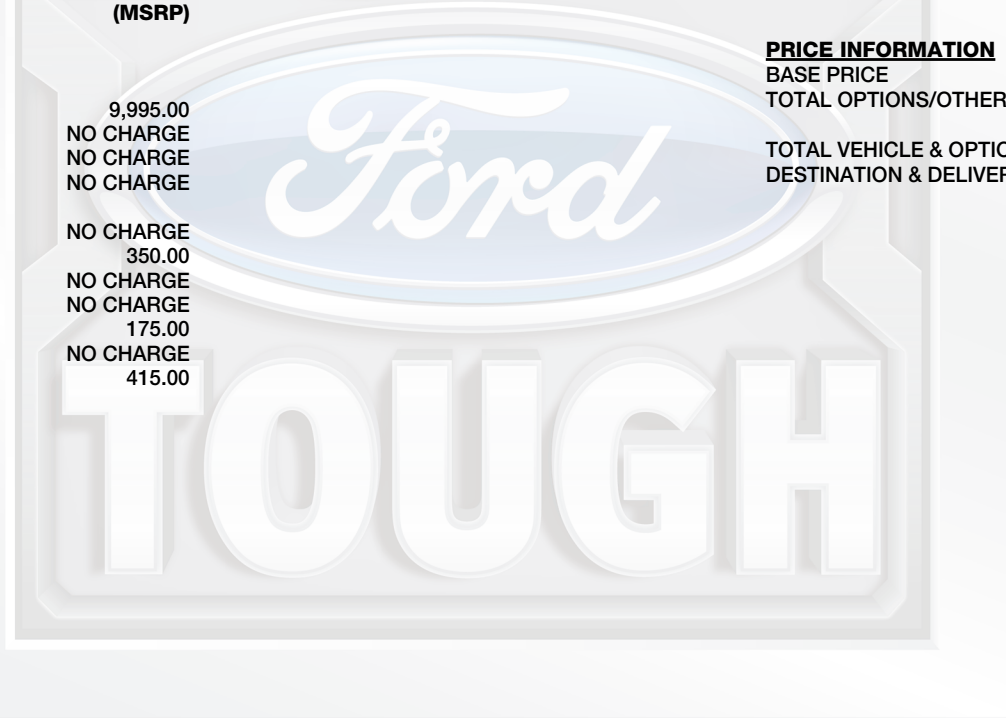 (MSRP)
9,995.00
NO CHARGE
NO CHARGE
NO CHARGE
NO CHARGE
350.00
NO CHARGE
NO CHARGE
175.00
NO CHARGE
415.00
PRICE INFORMATION
BASE PRICE
TOTAL OPTIONS/OTHER
TOTAL VEHICLE & OPTIO
DESTINATION & DELIVER
Ford
TOUGH